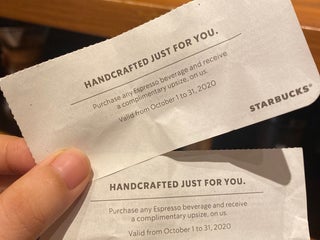 HANDCRAFTED JUST FOR YOU.
Purchase any Espresso beverage and receive
a complimentary upsize, on us.
Valid from October 1 to 31, 2020
STARBUCKS®
HANDCRAFTED JUST FOR YOU.
Purchase any Espresso beverage and receive
a complimentary upsize, on us.
Valid from October 1 to 31, 2020